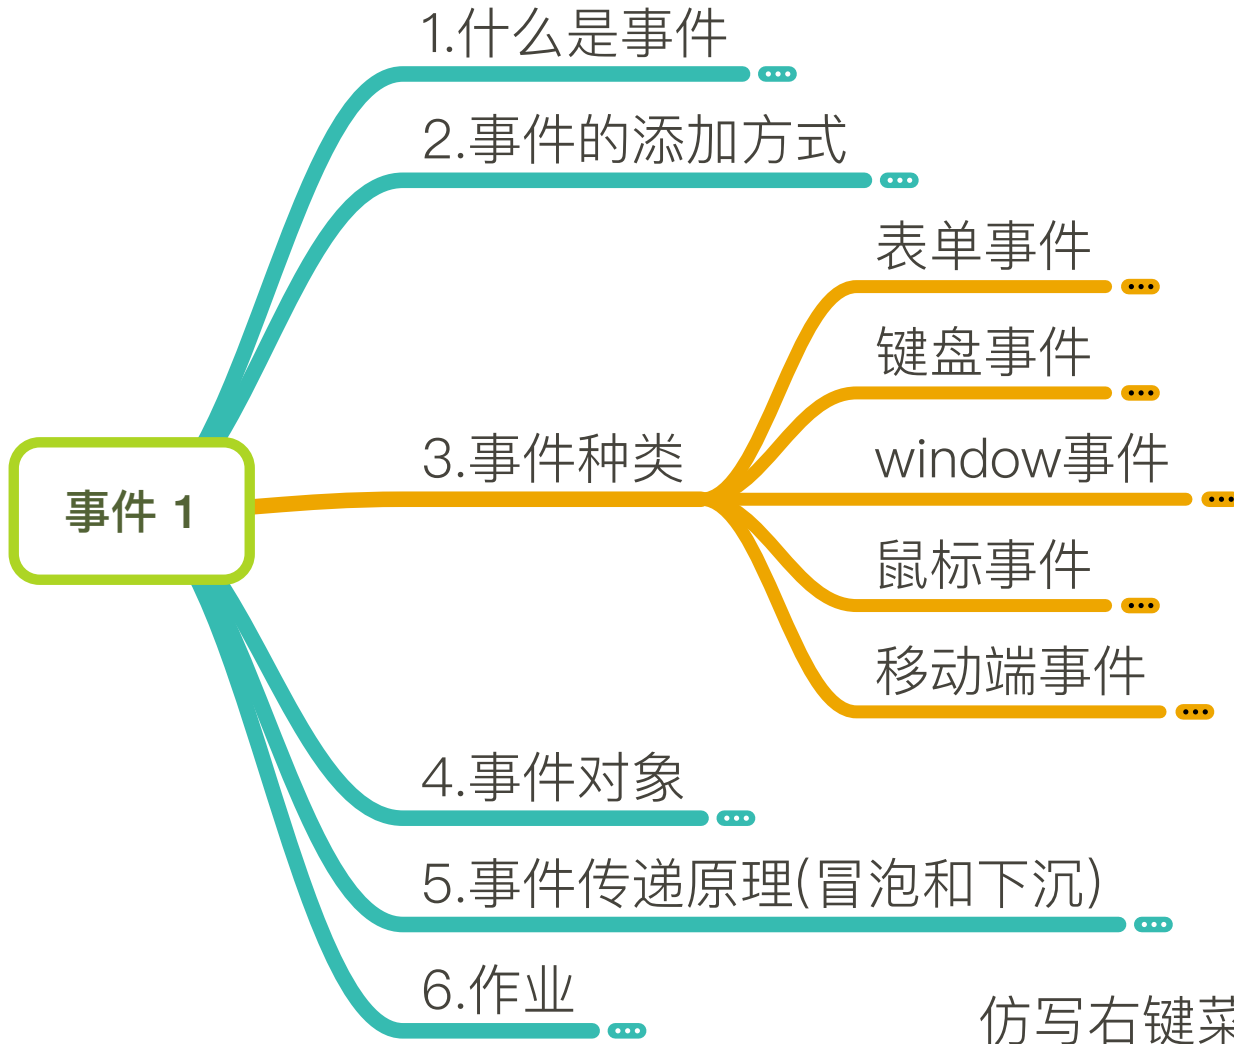 1.什么是事件
2.事件的添加方式
表单事件
键盘事件
3.事件种类
window事件
事件 1
鼠标事件
移动端事件
4.事件对象
5.事件传递原理(冒泡和下沉)
6.作业
仿写右键菜